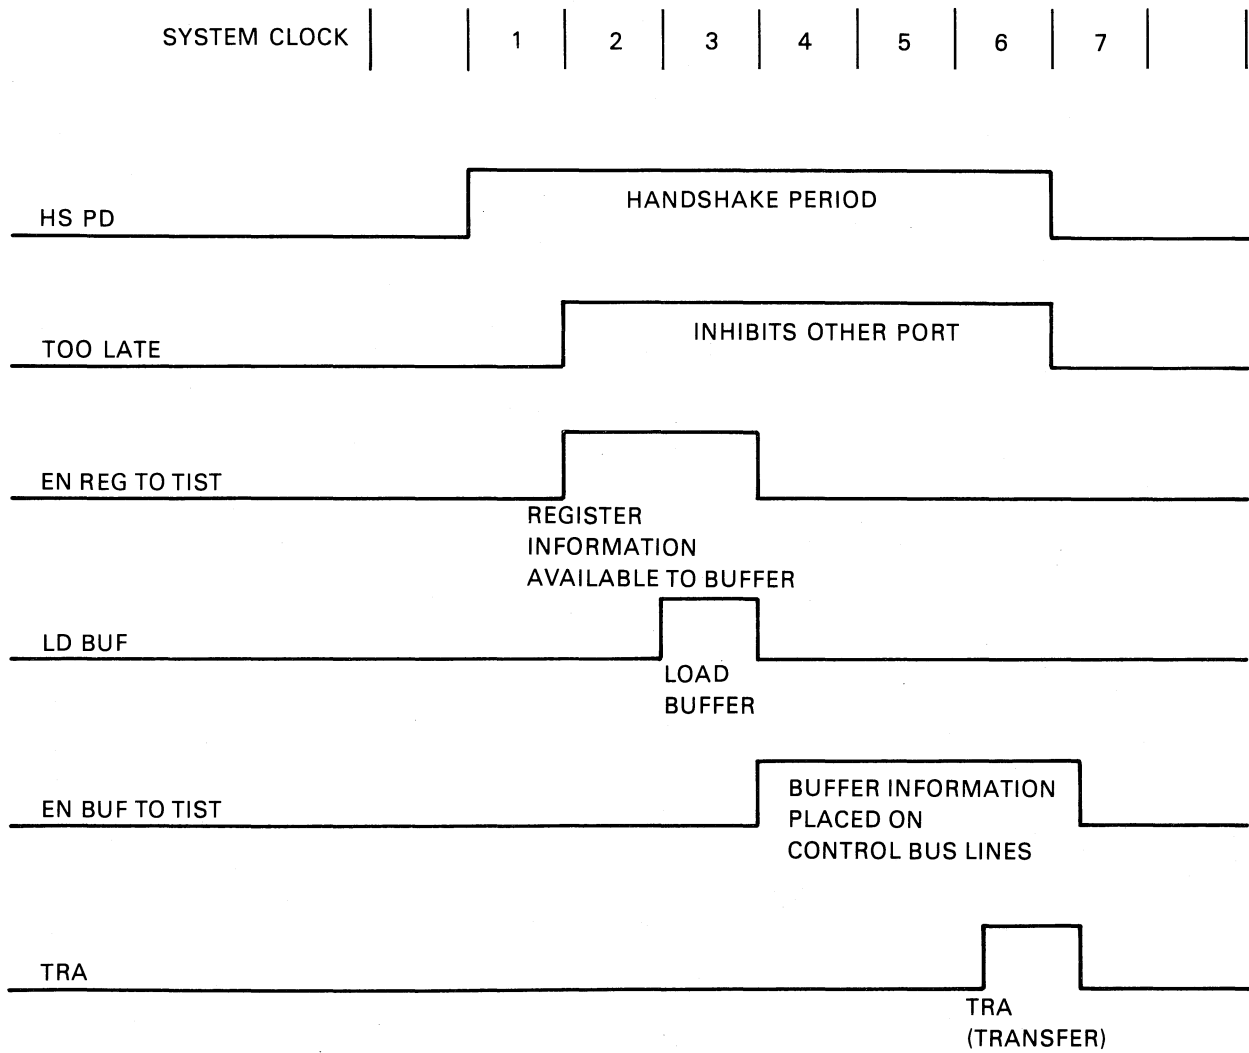 SYSTEM CLOCK 1 2 3 4 5 6 7
HS PD
HANDSHAKE PERIOD
TOO LATE
INHIBITS OTHER PORT
EN REG TO TIST
REGISTER
INFORMATION
AVAILABLE TO BUFFER
LD BUF
LOAD
BUFFER
EN BUF TO TIST
BUFFER INFORMATION
PLACED ON
CONTROL BUS LINES
TRA
TRA
(TRANSFER)